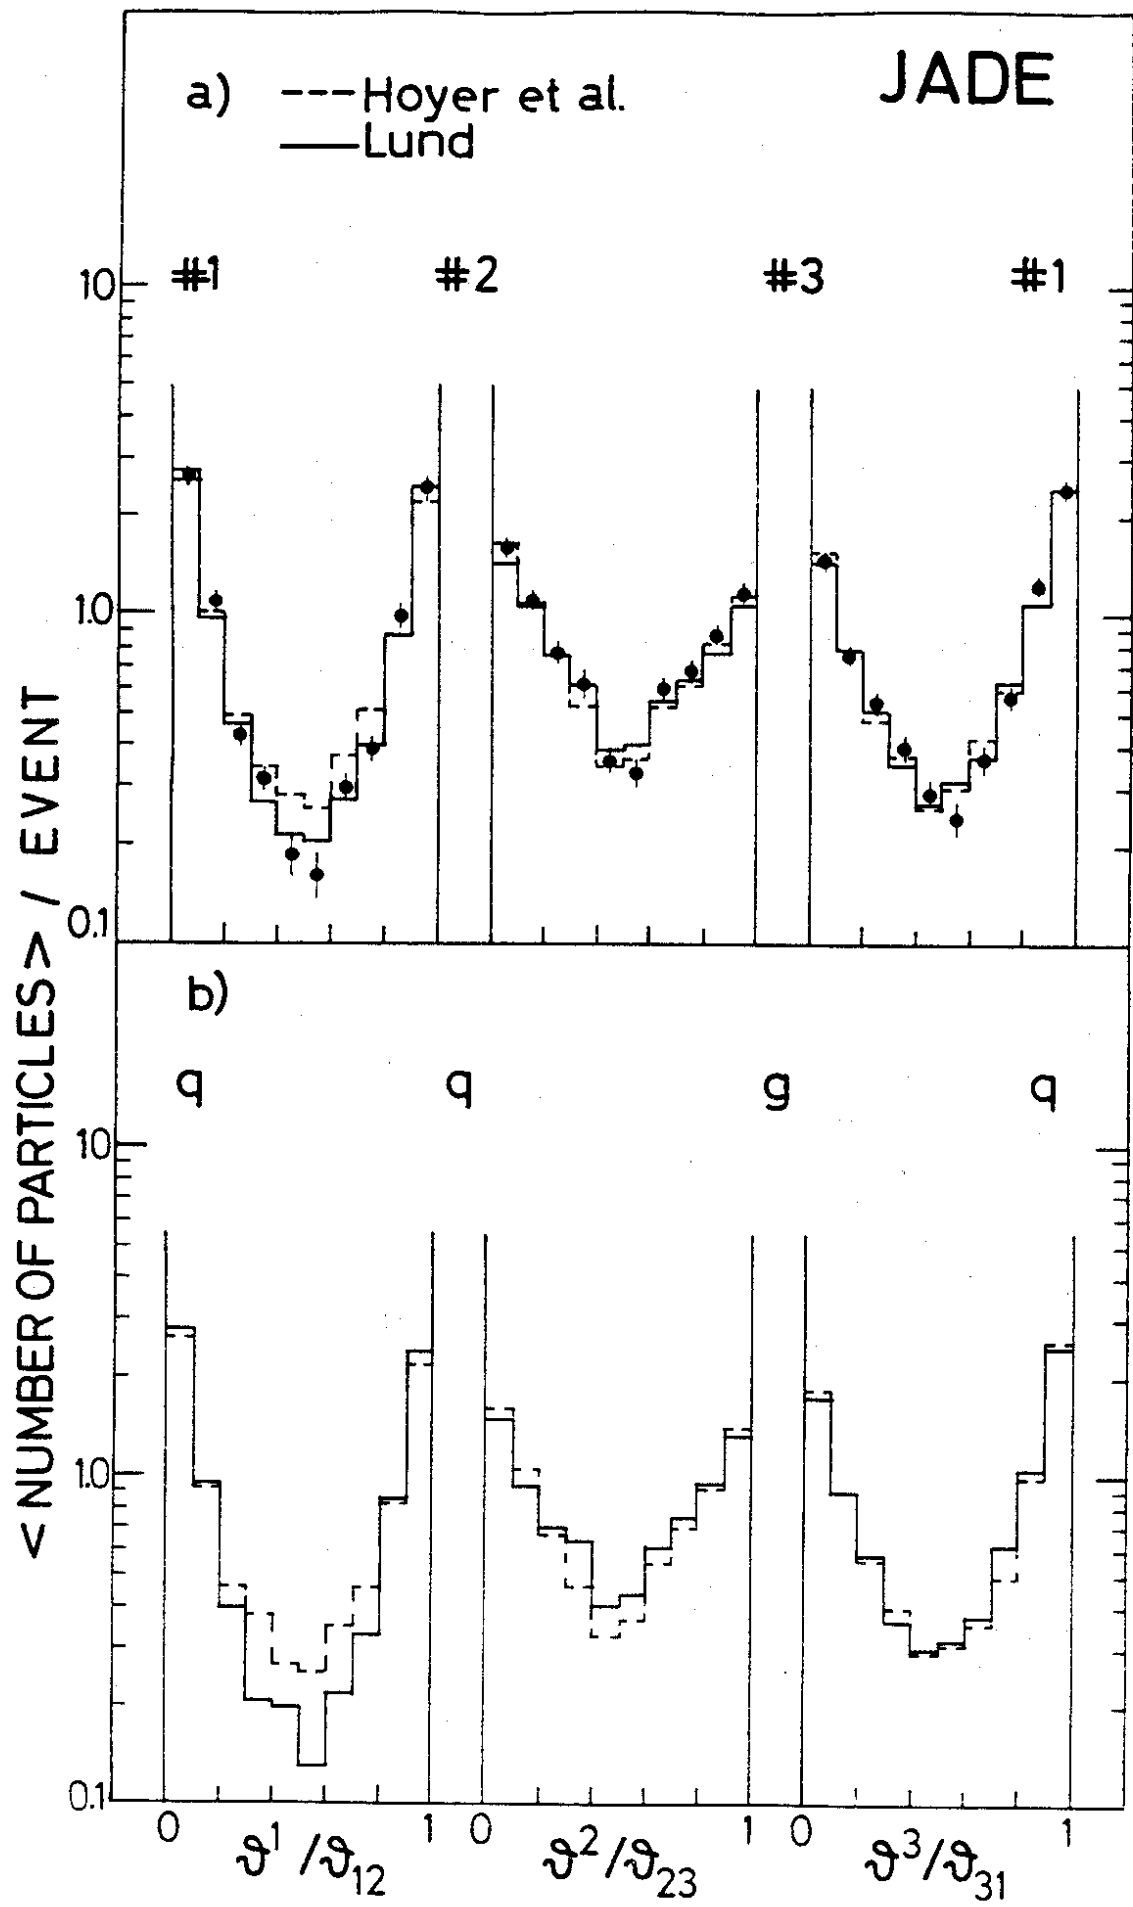 JADE
a) --- Hoyer et al.
— Lund
#1 #2 #3 #1
10
1.0
0.1
<NUMBER OF PARTICLES> / EVENT
b)
q q g q
10
1.0
0.1
0 1 0 1 0 1
ϑ¹/ϑ₁₂ ϑ²/ϑ₂₃ ϑ³/ϑ₃₁